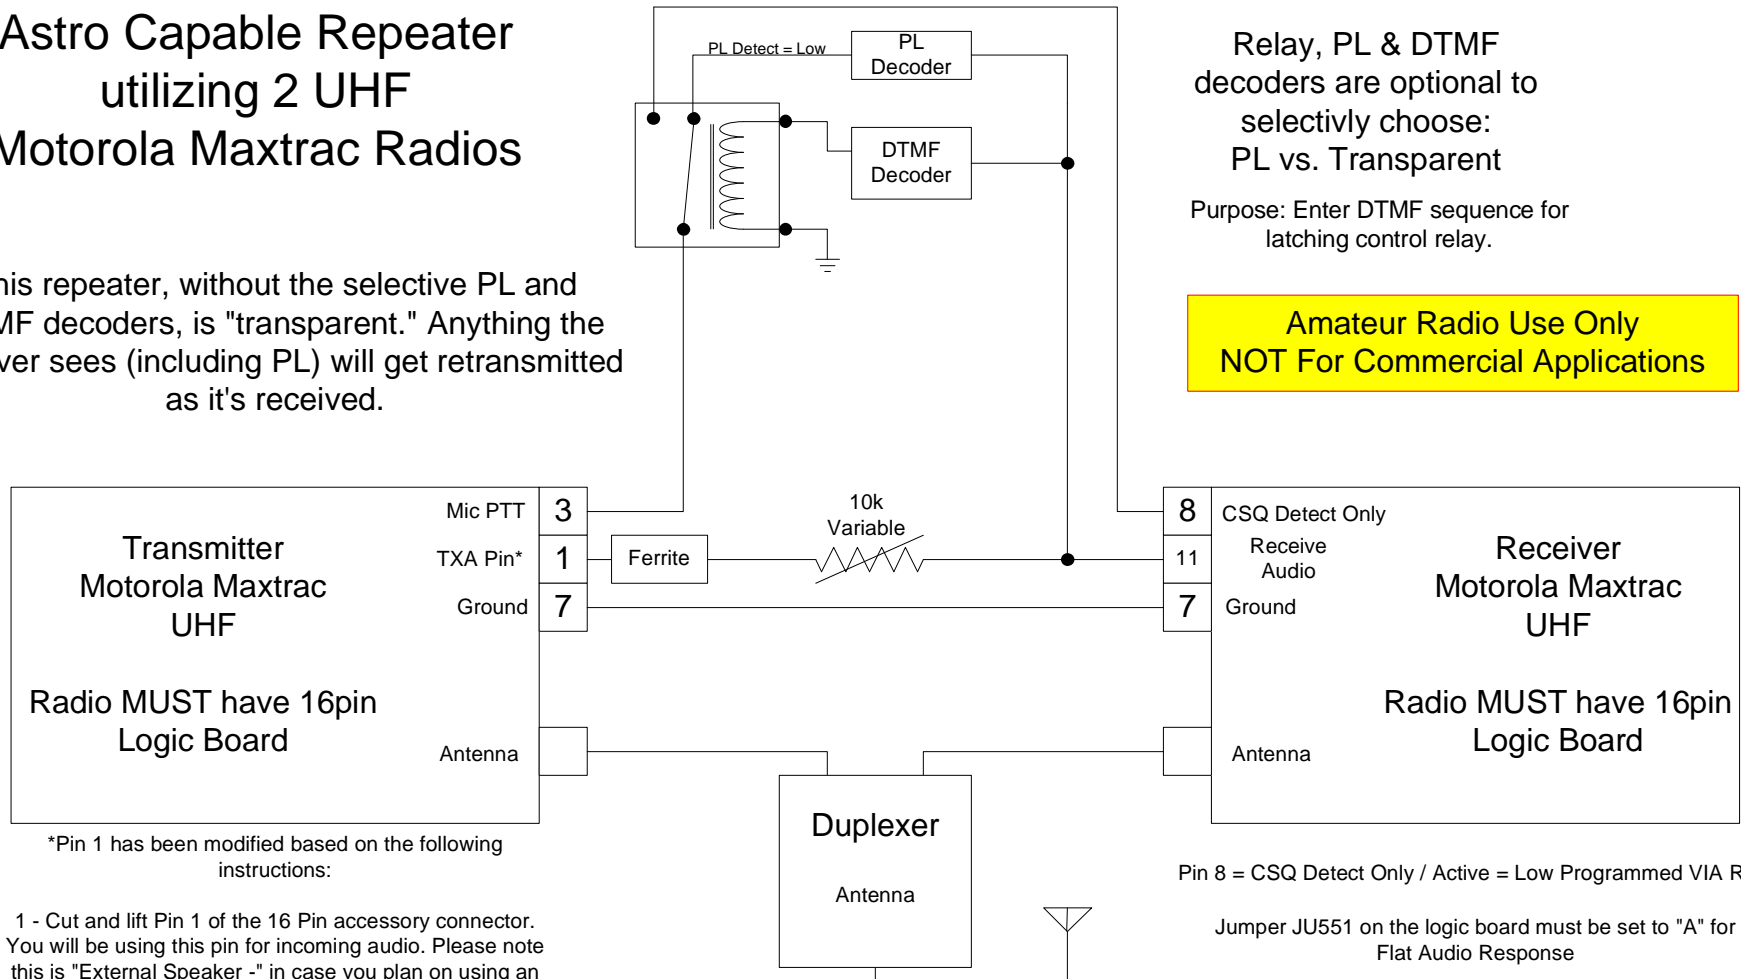 Astro Capable Repeater
utilizing 2 UHF
Motorola Maxtrac Radios
his repeater, without the selective PL and
MF decoders, is "transparent." Anything the
ver sees (including PL) will get retransmitted
as it's received.
PL Detect = Low
PL
Decoder
DTMF
Decoder
Relay, PL & DTMF
decoders are optional to
selectivly choose:
PL vs. Transparent
Purpose: Enter DTMF sequence for
latching control relay.
Amateur Radio Use Only
NOT For Commercial Applications
Transmitter
Motorola Maxtrac
UHF
Radio MUST have 16pin
Logic Board
Mic PTT
3
TXA Pin*
1
Ground
7
Antenna
Ferrite
10k
Variable
8
CSQ Detect Only
11
Receive
Audio
7
Ground
Antenna
Receiver
Motorola Maxtrac
UHF
Radio MUST have 16pin
Logic Board
Duplexer
Antenna
*Pin 1 has been modified based on the following
instructions:
1 - Cut and lift Pin 1 of the 16 Pin accessory connector.
You will be using this pin for incoming audio. Please note
this is "External Speaker -" in case you plan on using an
Pin 8 = CSQ Detect Only / Active = Low Programmed VIA R
Jumper JU551 on the logic board must be set to "A" for
Flat Audio Response